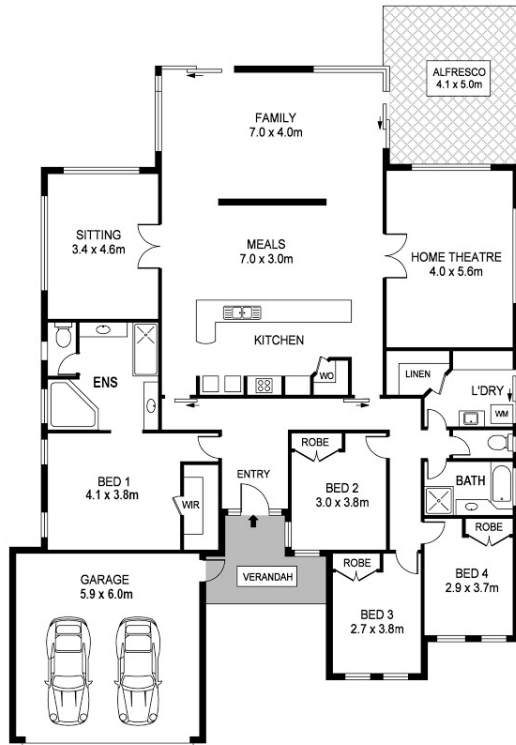 ALFRESCO
4.1 x 5.0m
FAMILY
7.0 x 4.0m
SITTING
3.4 x 4.6m
MEALS
7.0 x 3.0m
HOME THEATRE
4.0 x 5.6m
KITCHEN
WO
LINEN
L'DRY
WM
ENS
BED 1
4.1 x 3.8m
WIR
ENTRY
ROBE
BED 2
3.0 x 3.8m
BATH
ROBE
BED 4
2.9 x 3.7m
GARAGE
5.9 x 6.0m
VERANDAH
ROBE
BED 3
2.7 x 3.8m